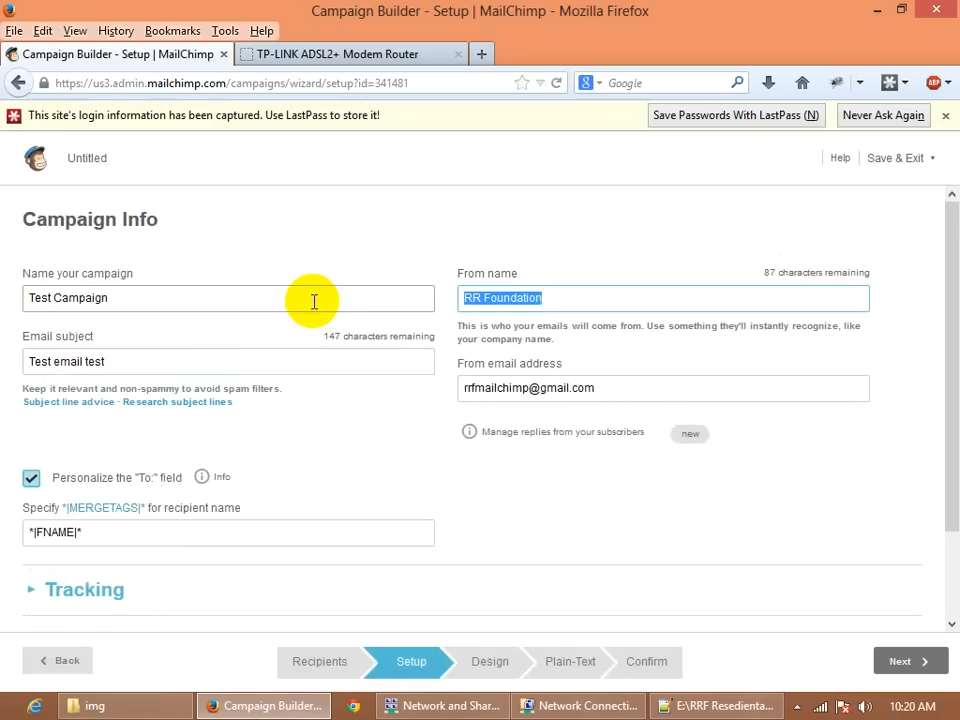 Campaign Builder - Setup | MailChimp - Mozilla Firefox
File Edit View History Bookmarks Tools Help
Campaign Builder - Setup | MailChimp × TP-LINK ADSL2+ Modem Router × +
https://us3.admin.mailchimp.com/campaigns/wizard/setup?id=341481 Google
This site's login information has been captured. Use LastPass to store it! Save Passwords With LastPass (N) Never Ask Again ×
Untitled Help Save & Exit
Campaign Info
Name your campaign
Test Campaign
Email subject 147 characters remaining
Test email test
Keep it relevant and non-spammy to avoid spam filters.
Subject line advice · Research subject lines
From name 87 characters remaining
RR Foundation
This is who your emails will come from. Use something they'll instantly recognize, like
your company name.
From email address
rrfmailchimp@gmail.com
Manage replies from your subscribers new
Personalize the "To:" field Info
Specify *|MERGETAGS|* for recipient name
*|FNAME|*
Tracking
Back Recipients Setup Design Plain-Text Confirm Next
img Campaign Builder... Network and Shar... Network Connecti... E:\RRF Resedienta... 10:20 AM